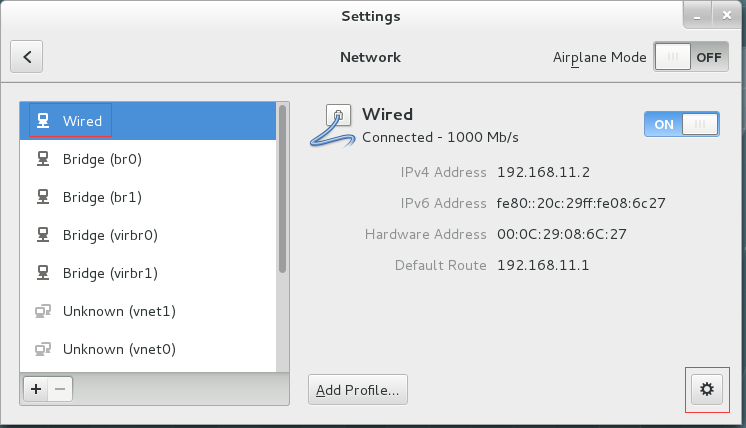 Settings
Network
Airplane Mode
OFF
Wired
Bridge (br0)
Bridge (br1)
Bridge (virbr0)
Bridge (virbr1)
Unknown (vnet1)
Unknown (vnet0)
Wired
Connected - 1000 Mb/s
ON
IPv4 Address 192.168.11.2
IPv6 Address fe80::20c:29ff:fe08:6c27
Hardware Address 00:0C:29:08:6C:27
Default Route 192.168.11.1
Add Profile...